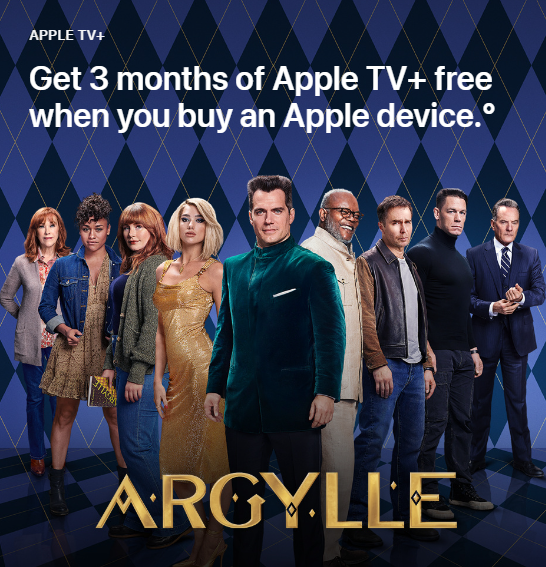 APPLE TV+
Get 3 months of Apple TV+ free
when you buy an Apple device.°
ARGYLLE